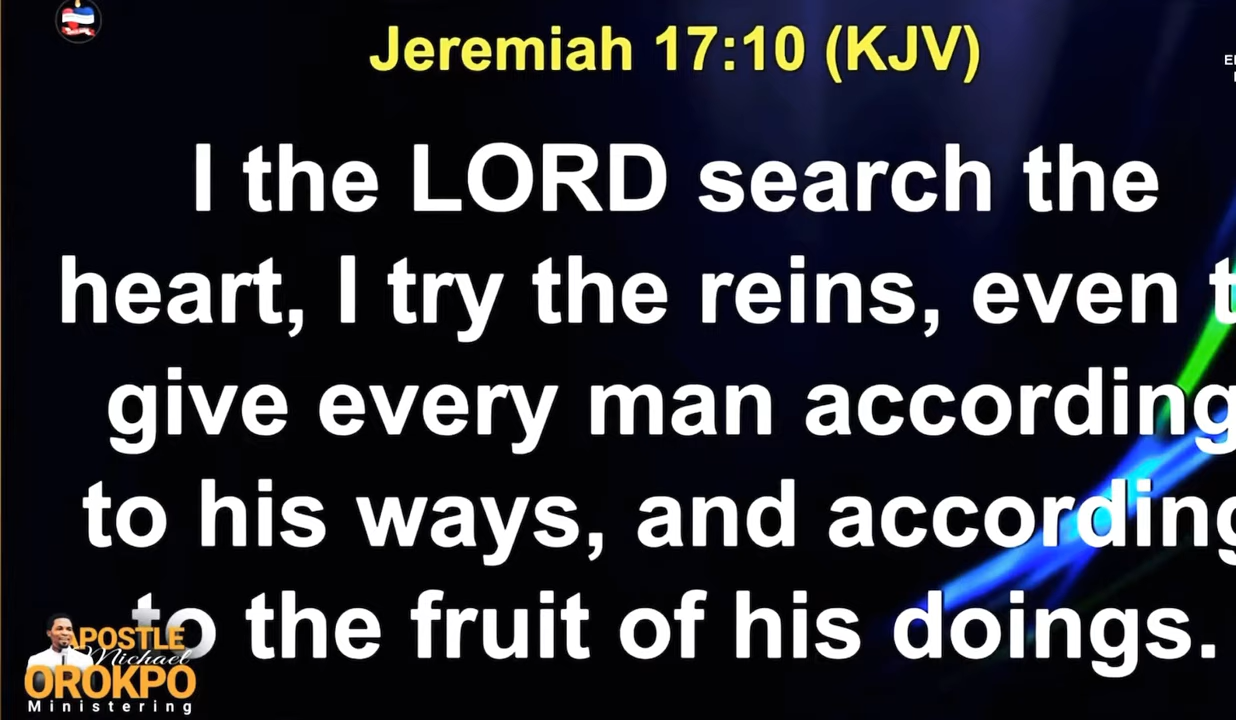 Jeremiah 17:10 (KJV)
I the LORD search the
heart, I try the reins, even t
give every man according
to his ways, and according
to the fruit of his doings.
APOSTLE
Michael
OROKPO
Ministering